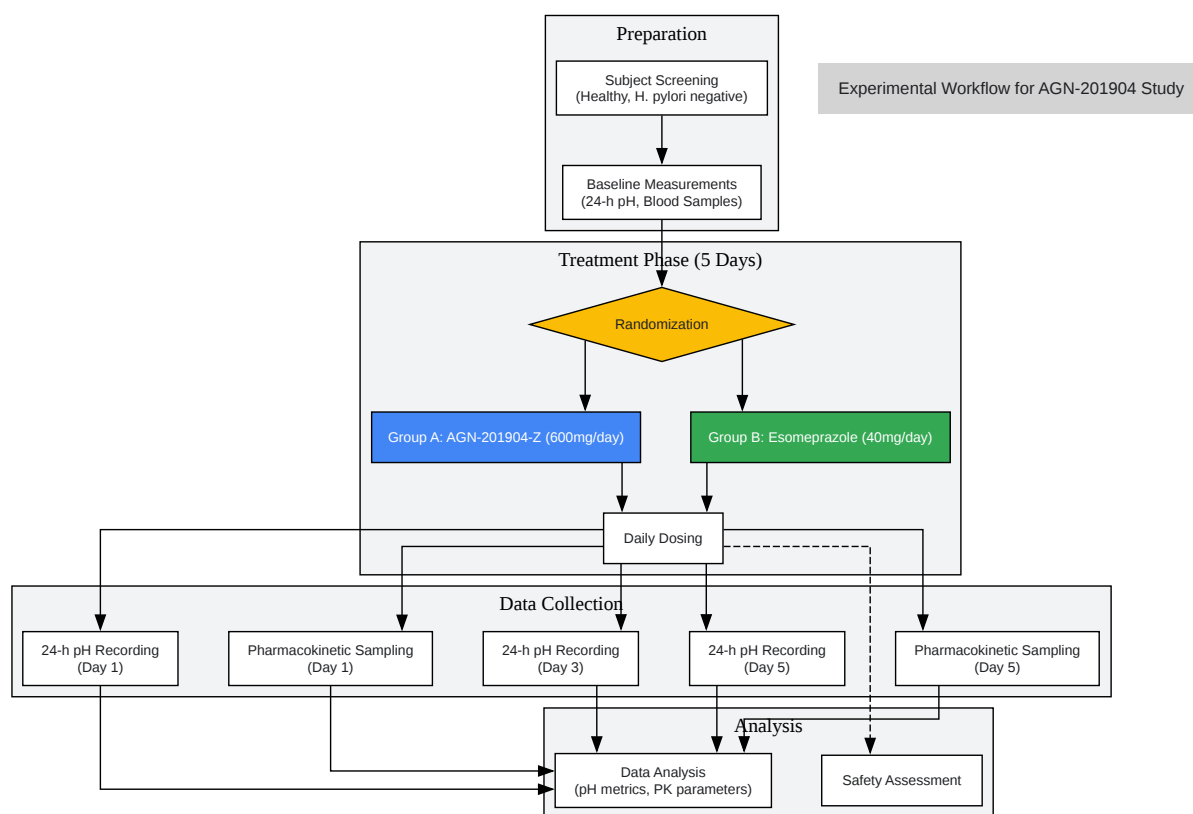 Preparation
Subject Screening
(Healthy, H. pylori negative)
Experimental Workflow for AGN-201904 Study
Baseline Measurements
(24-h pH, Blood Samples)
Treatment Phase (5 Days)
Randomization
Group A: AGN-201904-Z (600mg/day)
Group B: Esomeprazole (40mg/day)
Daily Dosing
Data Collection
24-h pH Recording
(Day 1)
Pharmacokinetic Sampling
(Day 1)
24-h pH Recording
(Day 3)
24-h pH Recording
(Day 5)
Pharmacokinetic Sampling
(Day 5)
Analysis
Data Analysis
(pH metrics, PK parameters)
Safety Assessment